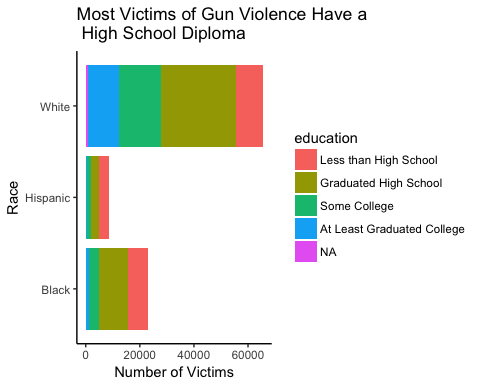 Most Victims of Gun Violence Have a
High School Diploma
Race
White
Hispanic
Black
0 20000 40000 60000
Number of Victims
education
Less than High School
Graduated High School
Some College
At Least Graduated College
NA